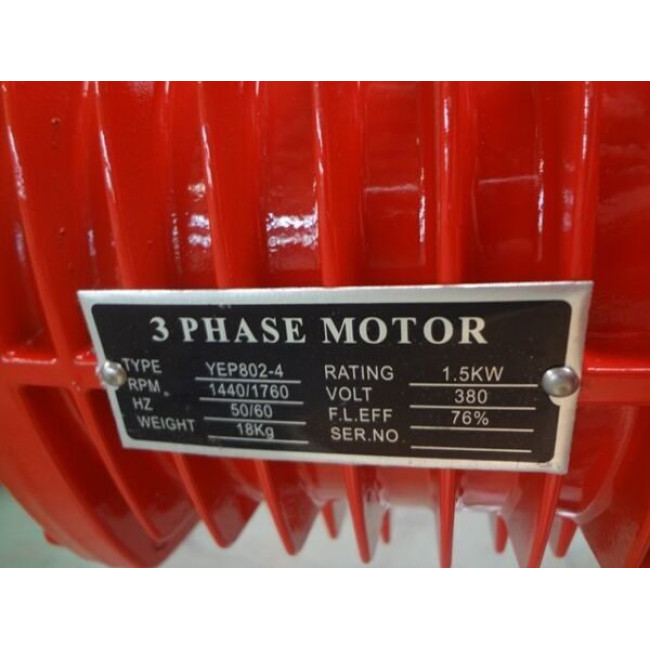 3 PHASE MOTOR
TYPE YEP802-4 RATING 1.5KW
RPM 1440/1760 VOLT 380
HZ 50/60 F.L.EFF 76%
WEIGHT 18Kg SER.NO